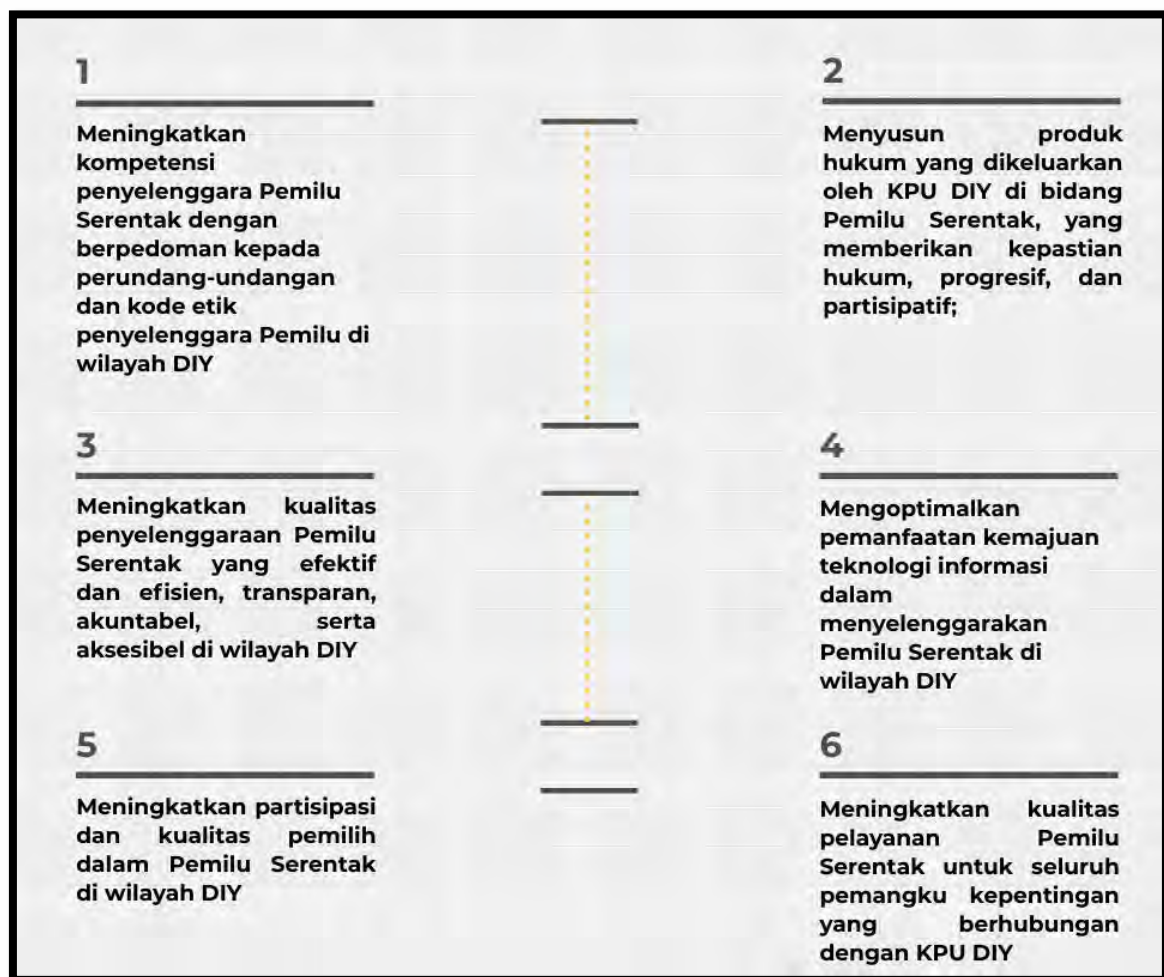 1
Meningkatkan
kompetensi
penyelenggara Pemilu
Serentak dengan
berpedoman kepada
perundang-undangan
dan kode etik
penyelenggara Pemilu di
wilayah DIY
2
Menyusun produk
hukum yang dikeluarkan
oleh KPU DIY di bidang
Pemilu Serentak, yang
memberikan kepastian
hukum, progresif, dan
partisipatif;
3
Meningkatkan kualitas
penyelenggaraan Pemilu
Serentak yang efektif
dan efisien, transparan,
akuntabel, serta
aksesibel di wilayah DIY
4
Mengoptimalkan
pemanfaatan kemajuan
teknologi informasi
dalam
menyelenggarakan
Pemilu Serentak di
wilayah DIY
5
Meningkatkan partisipasi
dan kualitas pemilih
dalam Pemilu Serentak
di wilayah DIY
6
Meningkatkan kualitas
pelayanan Pemilu
Serentak untuk seluruh
pemangku kepentingan
yang berhubungan
dengan KPU DIY